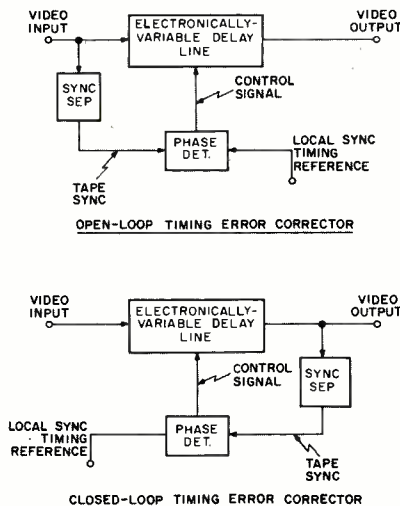 VIDEO
INPUT
ELECTRONICALLY-
VARIABLE DELAY
LINE
VIDEO
OUTPUT
SYNC
SEP
CONTROL
SIGNAL
PHASE
DET.
LOCAL SYNC
TIMING
REFERENCE
TAPE
SYNC
OPEN-LOOP TIMING ERROR CORRECTOR
VIDEO
INPUT
ELECTRONICALLY-
VARIABLE DELAY
LINE
VIDEO
OUTPUT
CONTROL
SIGNAL
SYNC
SEP
LOCAL SYNC
TIMING
REFERENCE
PHASE
DET.
TAPE
SYNC
CLOSED-LOOP TIMING ERROR CORRECTOR